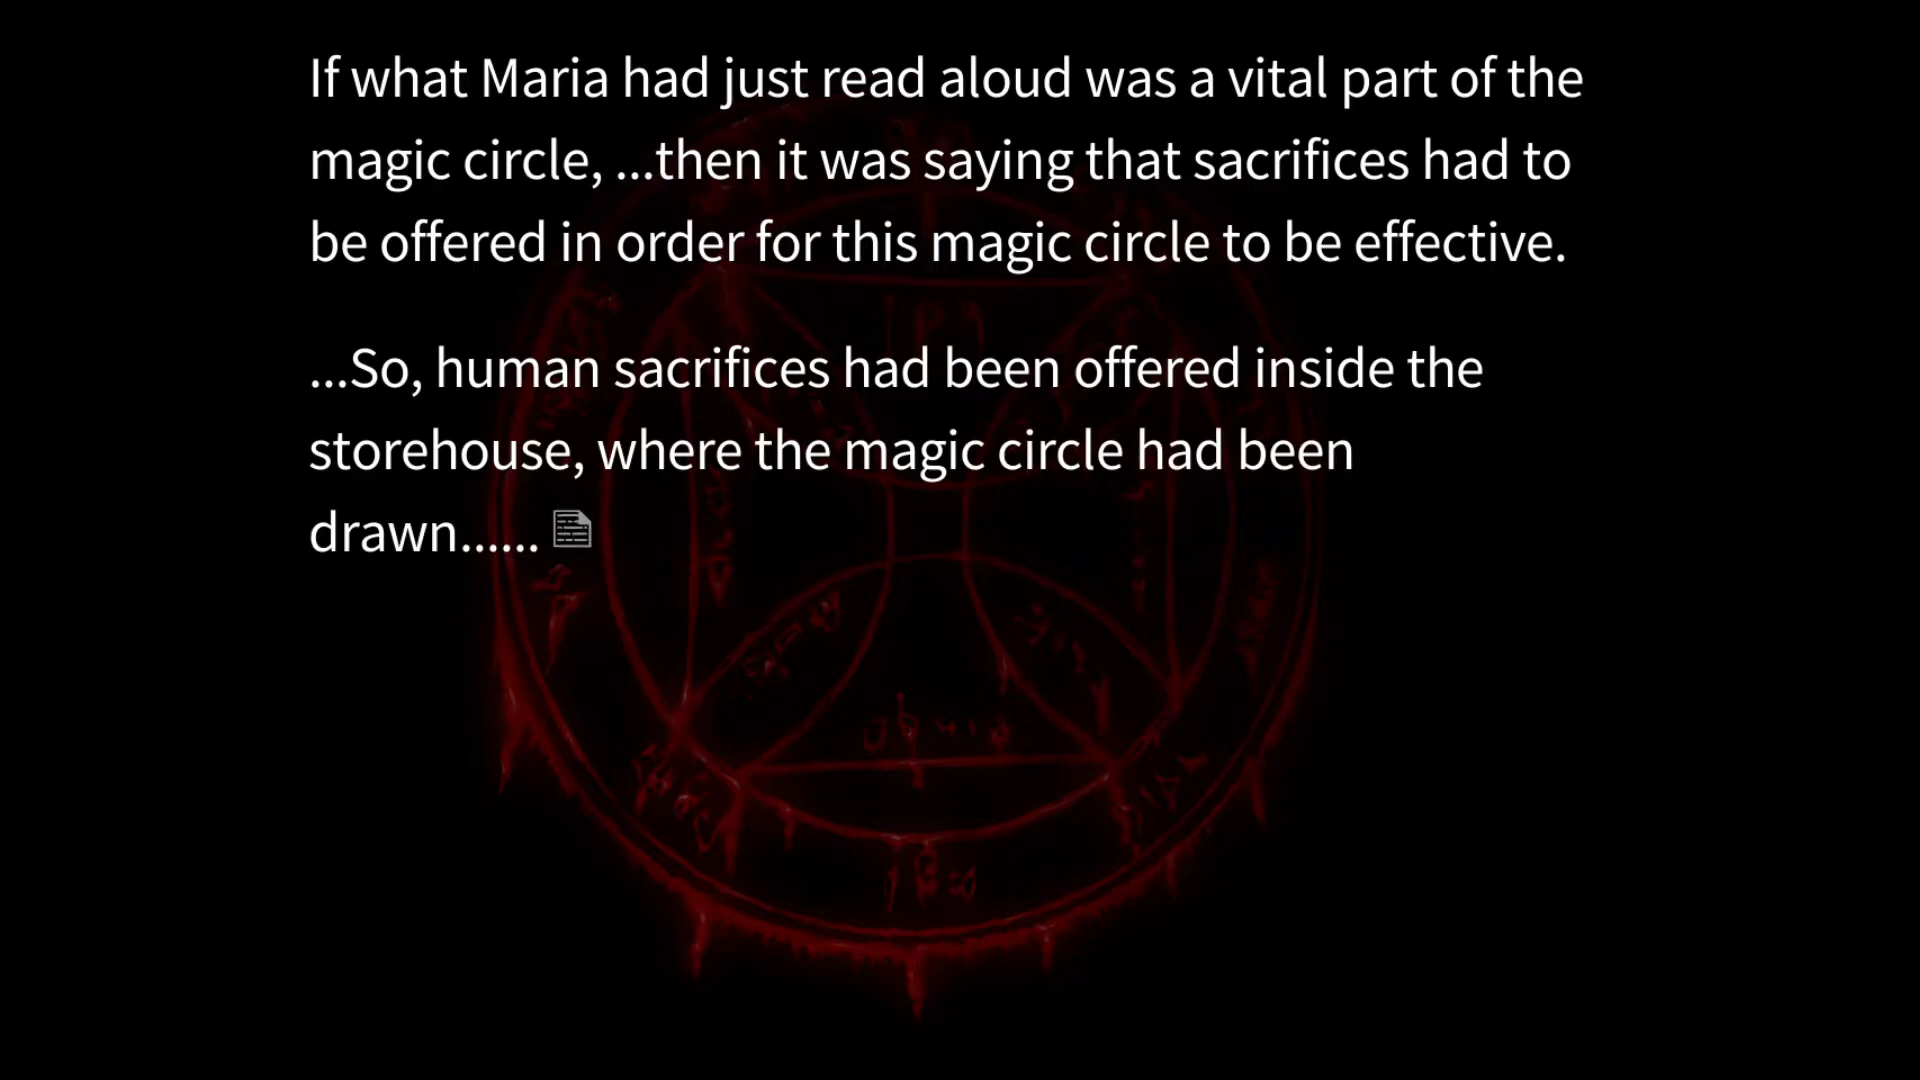 If what Maria had just read aloud was a vital part of the
magic circle, ...then it was saying that sacrifices had to
be offered in order for this magic circle to be effective.
...So, human sacrifices had been offered inside the
storehouse, where the magic circle had been
drawn......